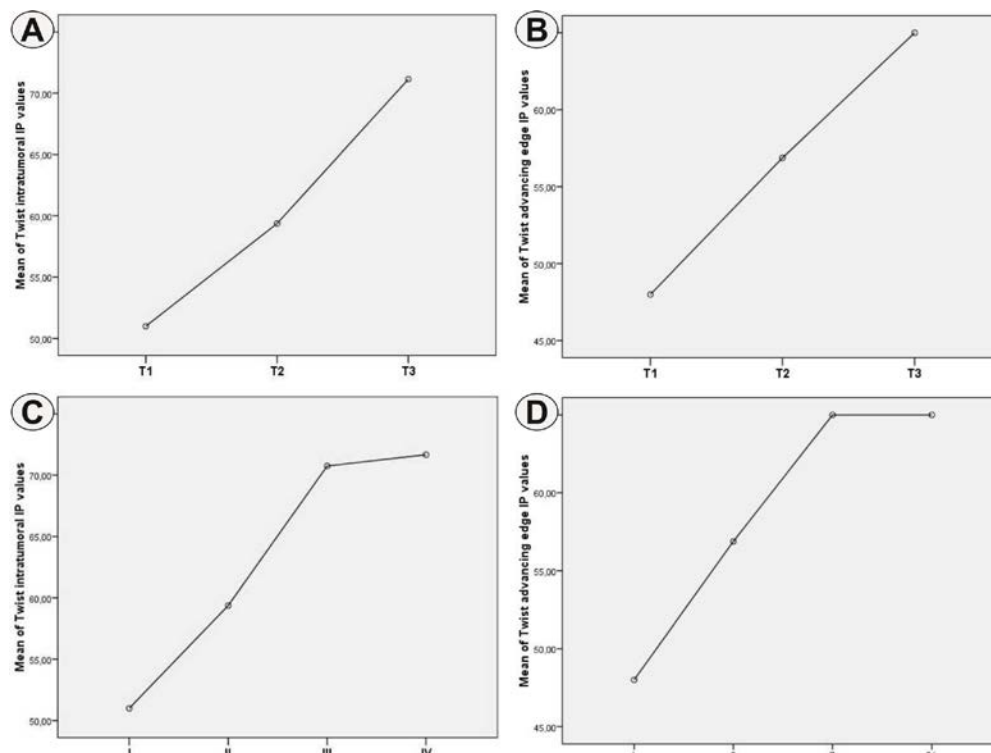 A
Mean of Twist intratumoral IP values
70,00
65,00
60,00
55,00
50,00
T1
T2
T3
B
Mean of Twist advancing edge IP values
60,00
55,00
50,00
45,00
T1
T2
T3
C
Mean of Twist intratumoral IP values
70,00
65,00
60,00
55,00
50,00
I
II
III
IV
D
Mean of Twist advancing edge IP values
60,00
55,00
50,00
45,00